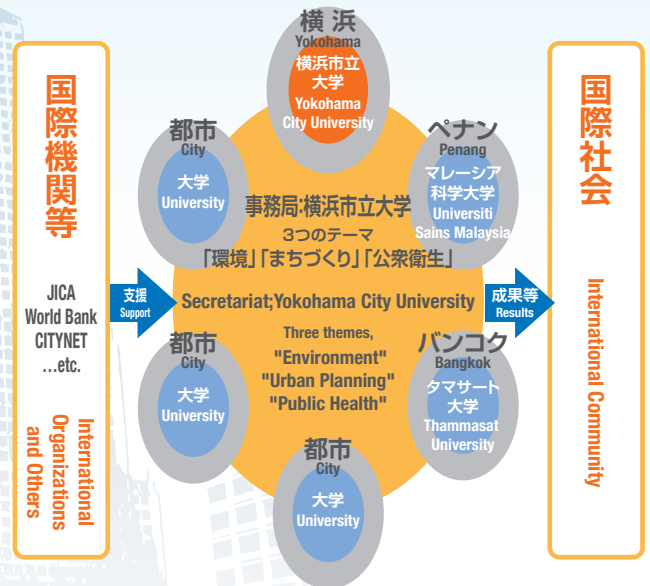 国際機関等
JICA
World Bank
CITYNET
…etc.
International
Organizations
and Others
支援
Support
横 浜
Yokohama
横浜市立
大学
Yokohama
City University
都市
City
大学
University
ペナン
Penang
マレーシア
科学大学
Universiti
Sains Malaysia
事務局:横浜市立大学
3つのテーマ
「環境」「まちづくり」「公衆衛生」
Secretariat;Yokohama City University
Three themes,
"Environment"
"Urban Planning"
"Public Health"
都市
City
大学
University
バンコク
Bangkok
タマサート
大学
Thammasat
University
都市
City
大学
University
成果等
Results
国際社会
International Community